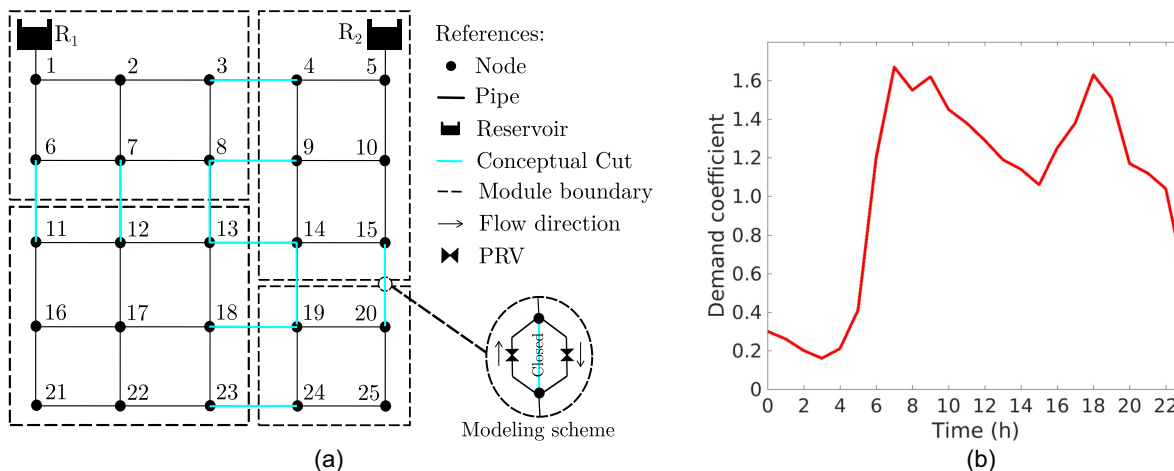 R1 R2
1 2 3 4 5
6 7 8 9 10
11 12 13 14 15
16 17 18 19 20
21 22 23 24 25
References:
Node
Pipe
Reservoir
Conceptual Cut
Module boundary
Flow direction
PRV
Closed
Modeling scheme
(a)
Demand coefficient
1.6
1.4
1.2
1.0
0.8
0.6
0.4
0.2
0
0 2 4 6 8 10 12 14 16 18 20 22
Time (h)
(b)